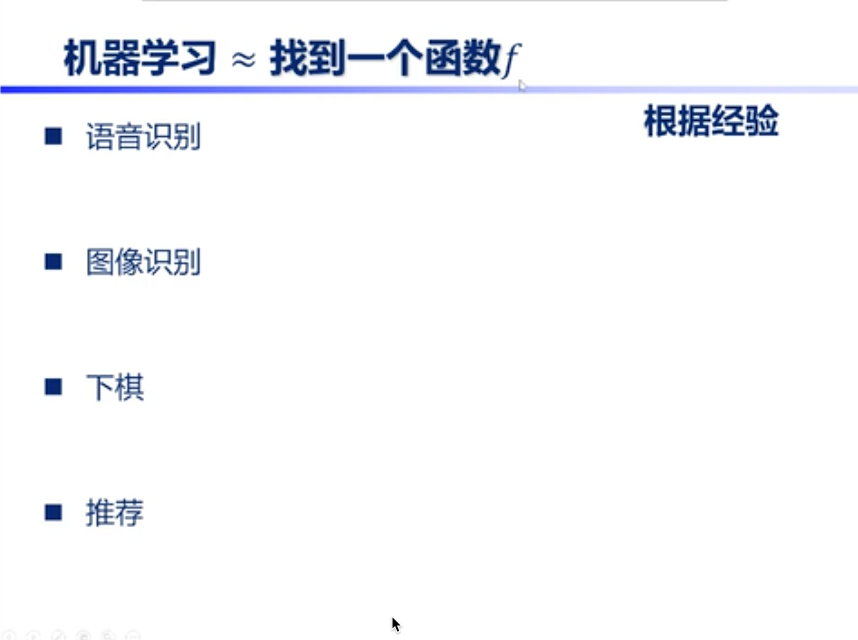 机器学习 ≈ 找到一个函数f
根据经验
■ 语音识别
■ 图像识别
■ 下棋
■ 推荐